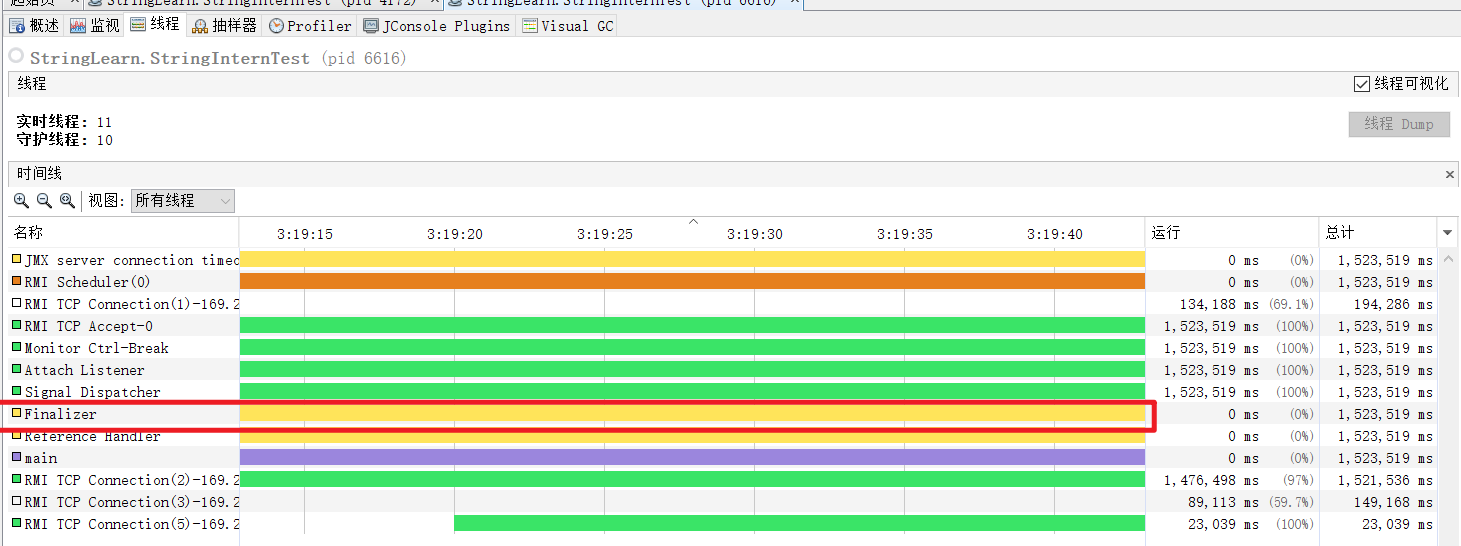 StringLearn.StringInternTest (pid 6616)
概述 监视 线程 抽样器 Profiler JConsole Plugins Visual GC
StringLearn.StringInternTest (pid 6616)
线程 线程可视化
实时线程: 11
守护线程: 10
线程 Dump
时间线
视图: 所有线程
名称 3:19:15 3:19:20 3:19:25 3:19:30 3:19:35 3:19:40 运行 总计
JMX server connection timeo 0 ms (0%) 1,523,519 ms
RMI Scheduler(0) 0 ms (0%) 1,523,519 ms
RMI TCP Connection(1)-169.2 134,188 ms (69.1%) 194,286 ms
RMI TCP Accept-0 1,523,519 ms (100%) 1,523,519 ms
Monitor Ctrl-Break 1,523,519 ms (100%) 1,523,519 ms
Attach Listener 1,523,519 ms (100%) 1,523,519 ms
Signal Dispatcher 1,523,519 ms (100%) 1,523,519 ms
Finalizer 0 ms (0%) 1,523,519 ms
Reference Handler 0 ms (0%) 1,523,519 ms
main 0 ms (0%) 1,523,519 ms
RMI TCP Connection(2)-169.2 1,476,498 ms (97%) 1,521,536 ms
RMI TCP Connection(3)-169.2 89,113 ms (59.7%) 149,168 ms
RMI TCP Connection(5)-169.2 23,039 ms (100%) 23,039 ms